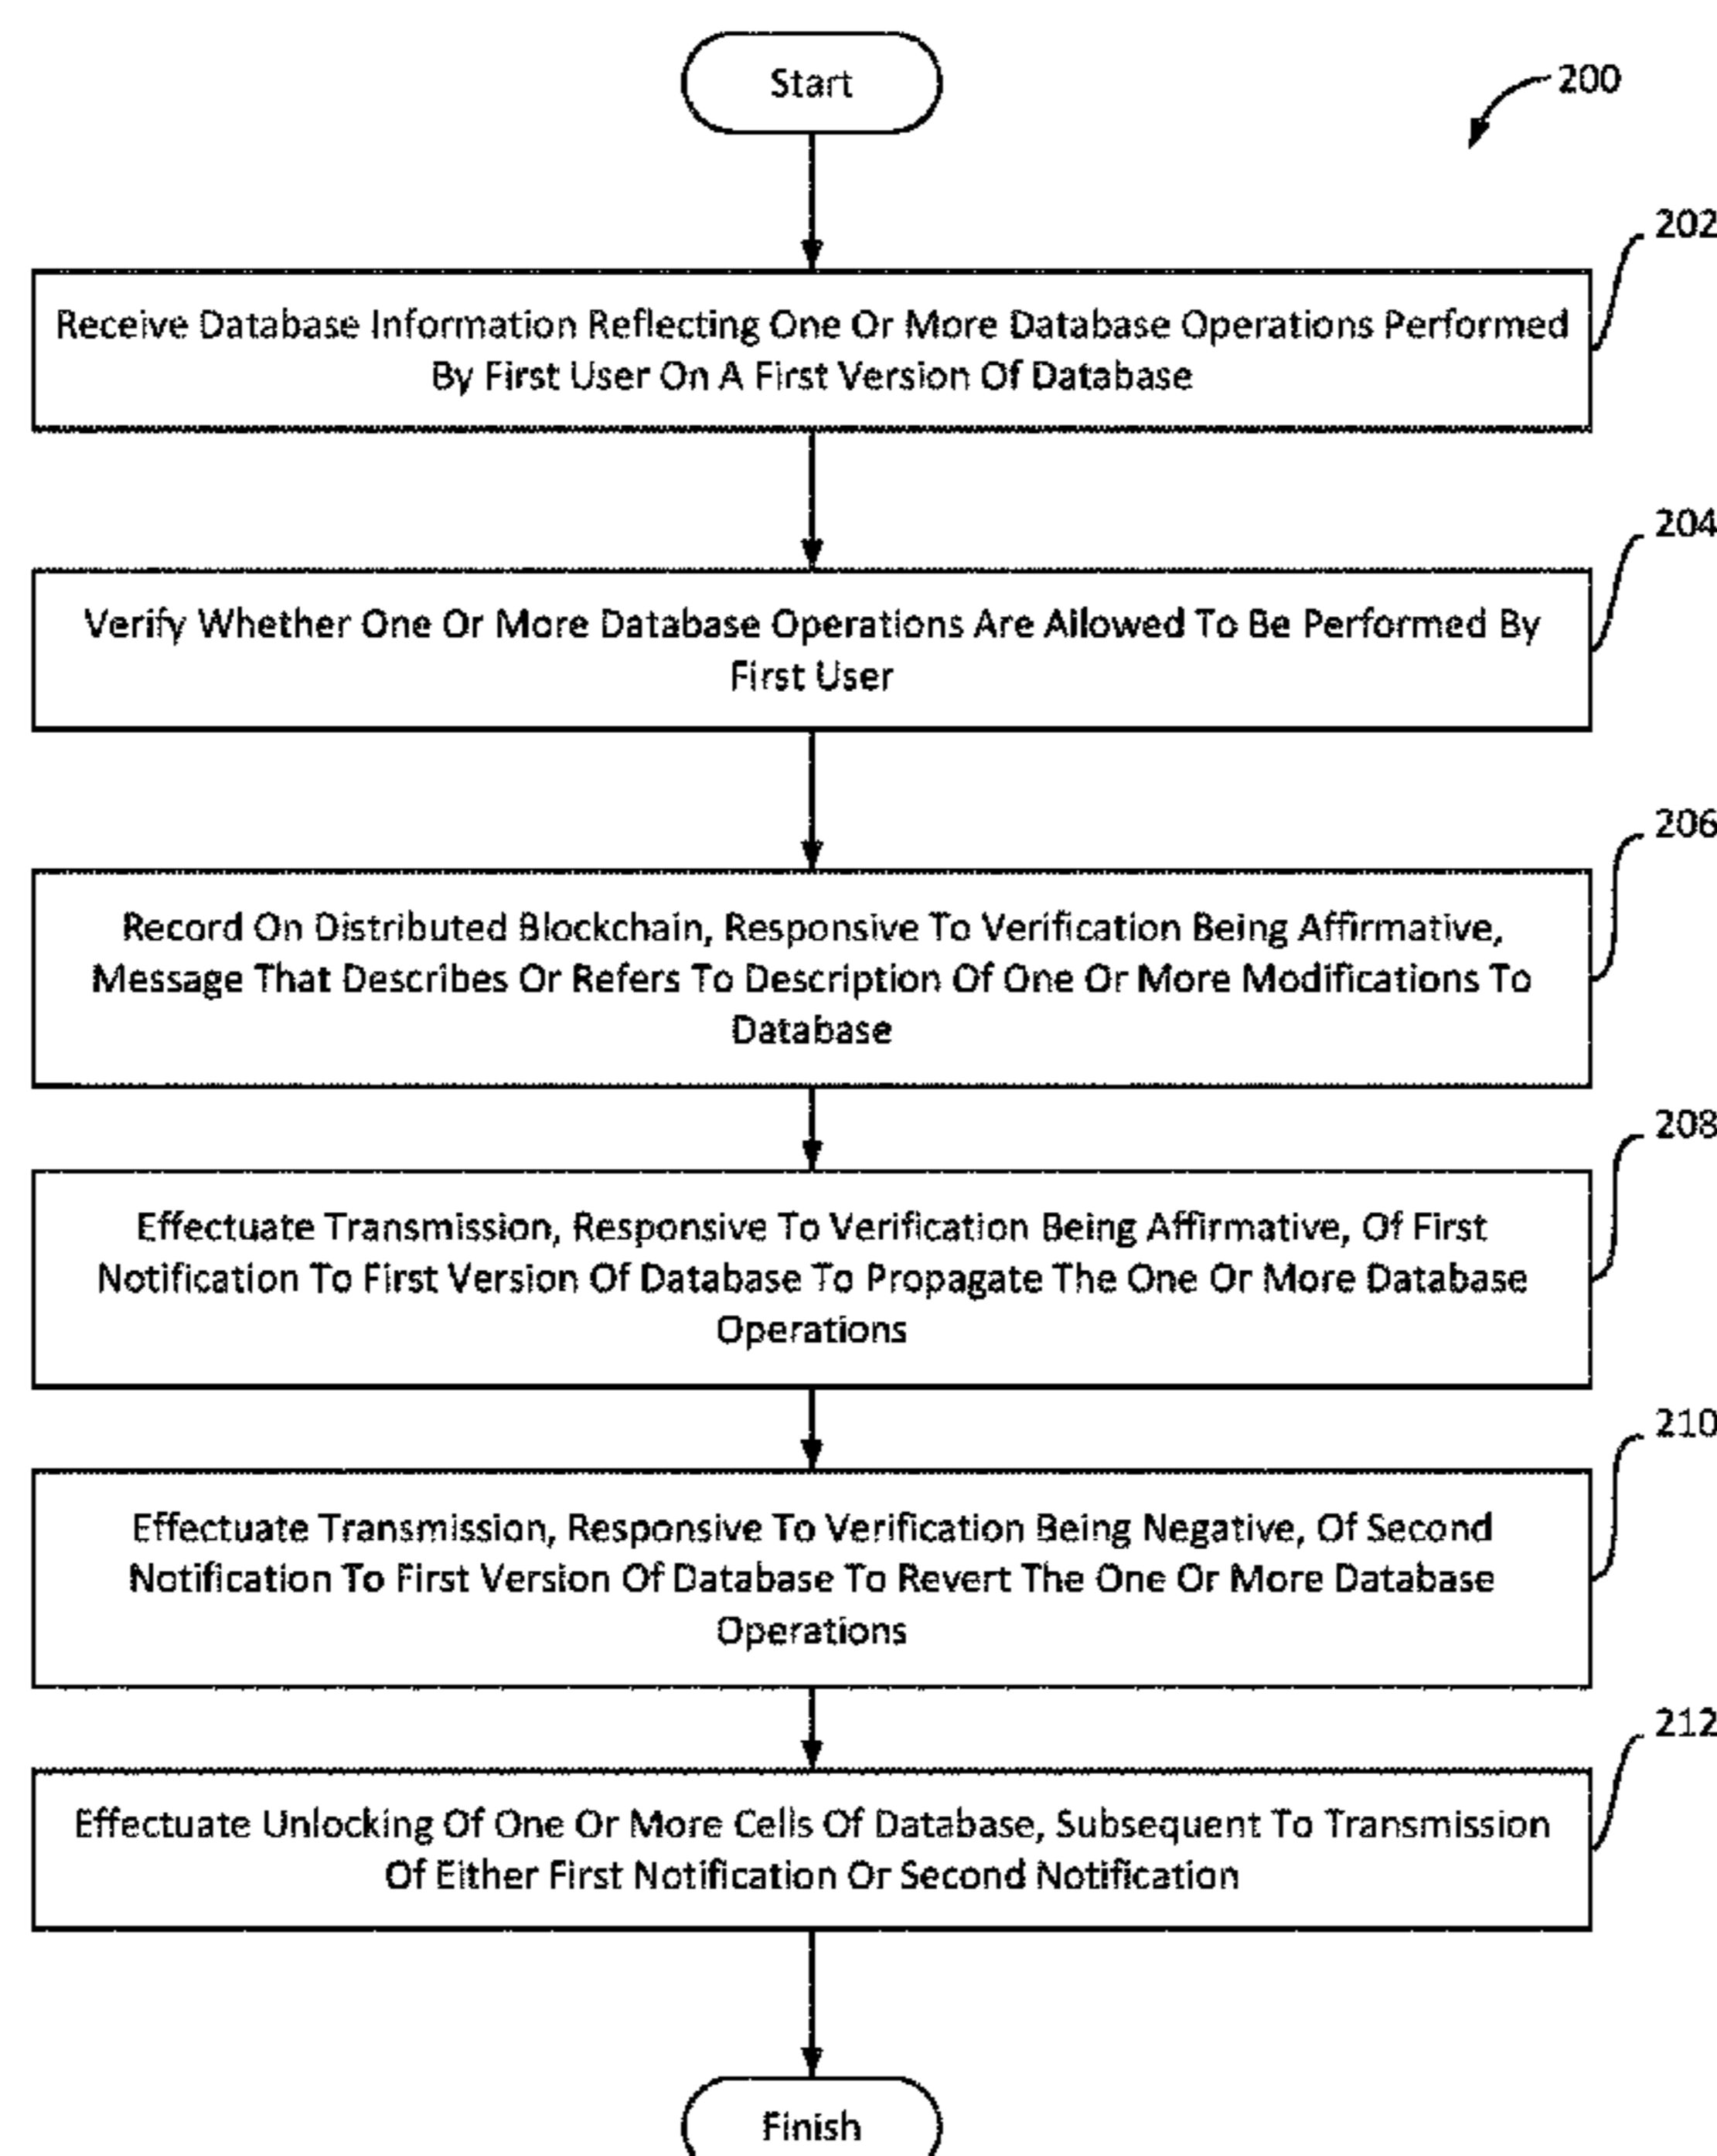 Start
200
202
Receive Database Information Reflecting One Or More Database Operations Performed
By First User On A First Version Of Database
204
Verify Whether One Or More Database Operations Are Allowed To Be Performed By
First User
206
Record On Distributed Blockchain, Responsive To Verification Being Affirmative,
Message That Describes Or Refers To Description Of One Or More Modifications To
Database
208
Effectuate Transmission, Responsive To Verification Being Affirmative, Of First
Notification To First Version Of Database To Propagate The One Or More Database
Operations
210
Effectuate Transmission, Responsive To Verification Being Negative, Of Second
Notification To First Version Of Database To Revert The One Or More Database
Operations
212
Effectuate Unlocking Of One Or More Cells Of Database, Subsequent To Transmission
Of Either First Notification Or Second Notification
Finish